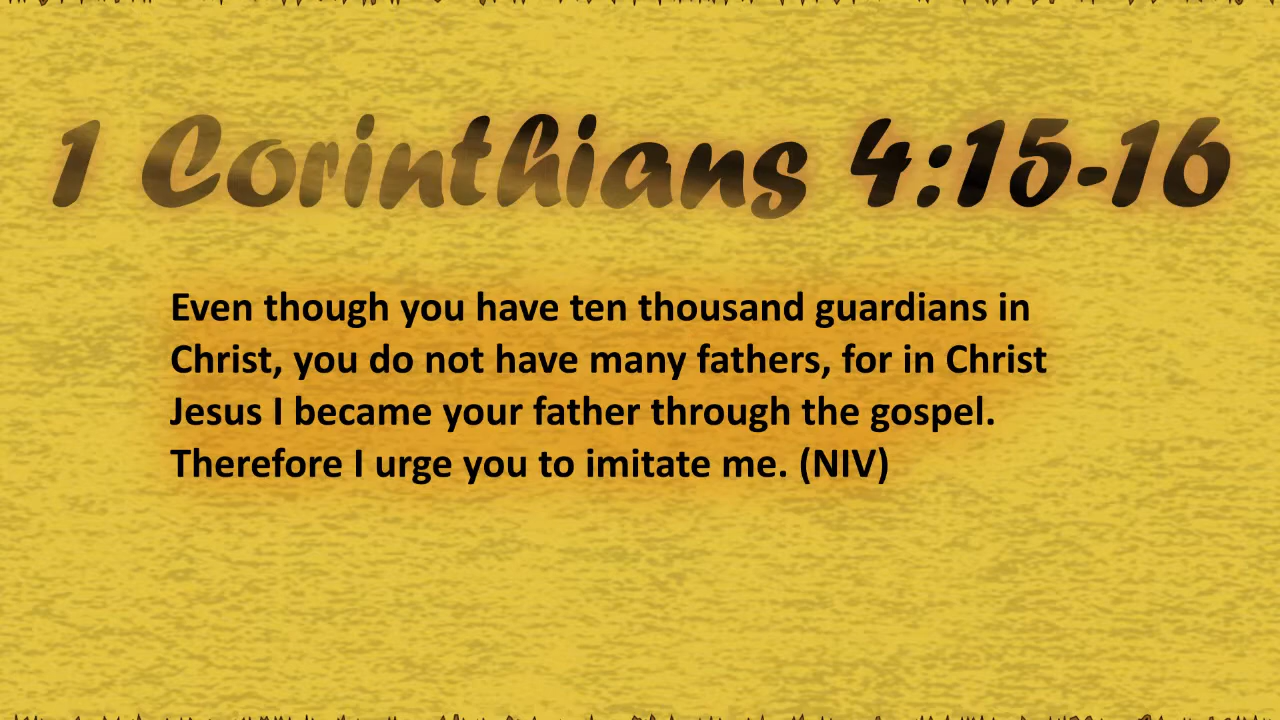 1 Corinthians 4:15-16
Even though you have ten thousand guardians in
Christ, you do not have many fathers, for in Christ
Jesus I became your father through the gospel.
Therefore I urge you to imitate me. (NIV)